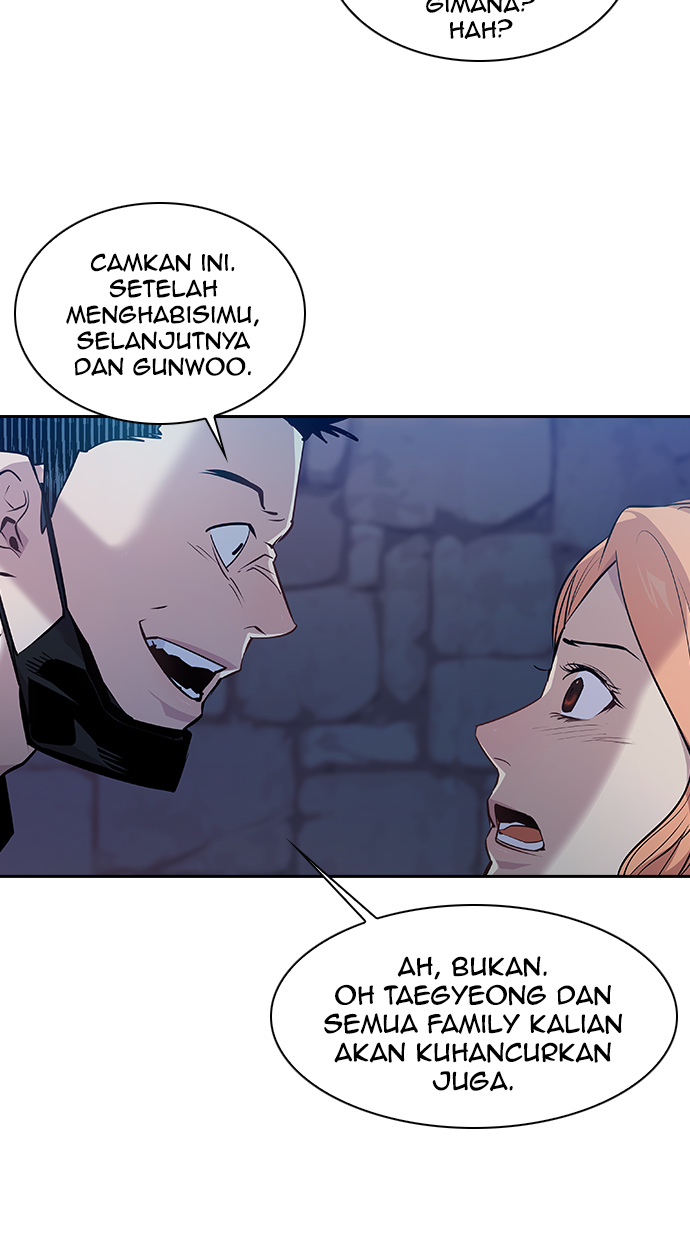 GIMANA?
HAH?
CAMKAN INI.
SETELAH
MENGHABISIMU,
SELANJUTNYA
DAN GUNWOO.
AH, BUKAN.
OH TAEGYEONG DAN
SEMUA FAMILY KALIAN
AKAN KUHANCURKAN
JUGA.